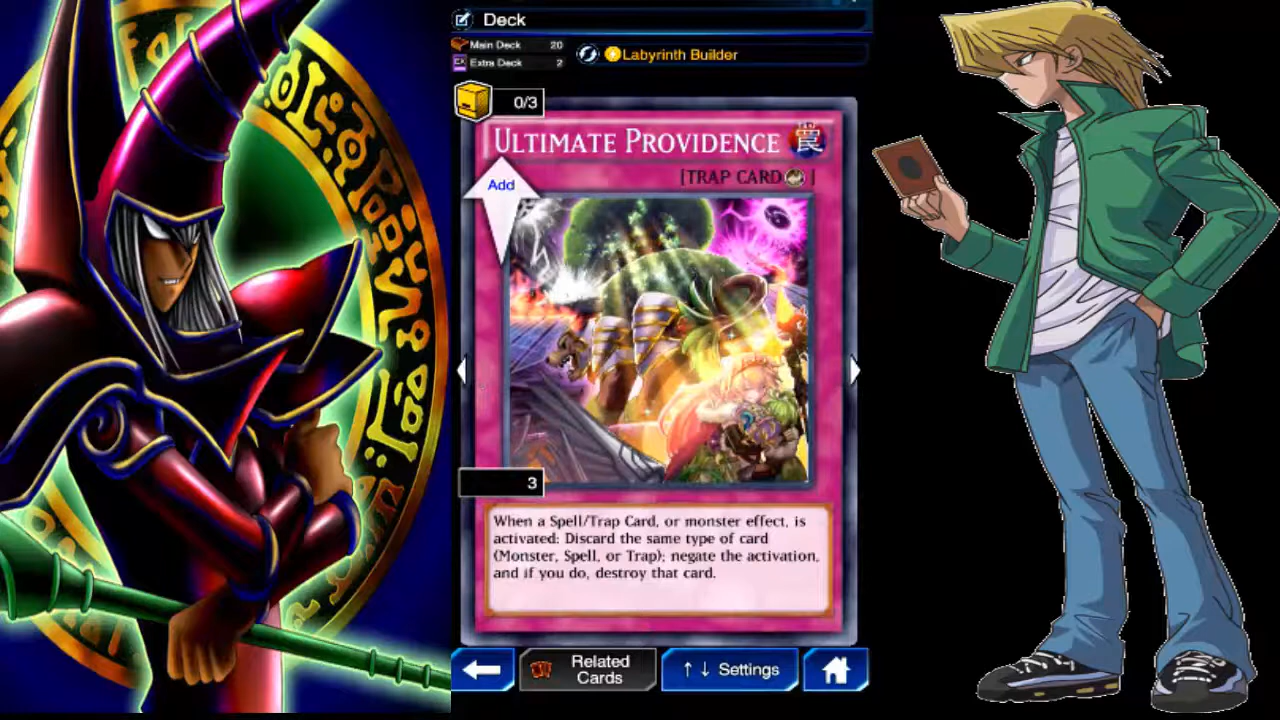 Deck
Main Deck 20
Extra Deck 2
Labyrinth Builder
0/3
ULTIMATE PROVIDENCE
罠
[TRAP CARD]
Add
3
When a Spell/Trap Card, or monster effect, is
activated: Discard the same type of card
(Monster, Spell, or Trap); negate the activation,
and if you do, destroy that card.
Related
Cards
↑↓ Settings